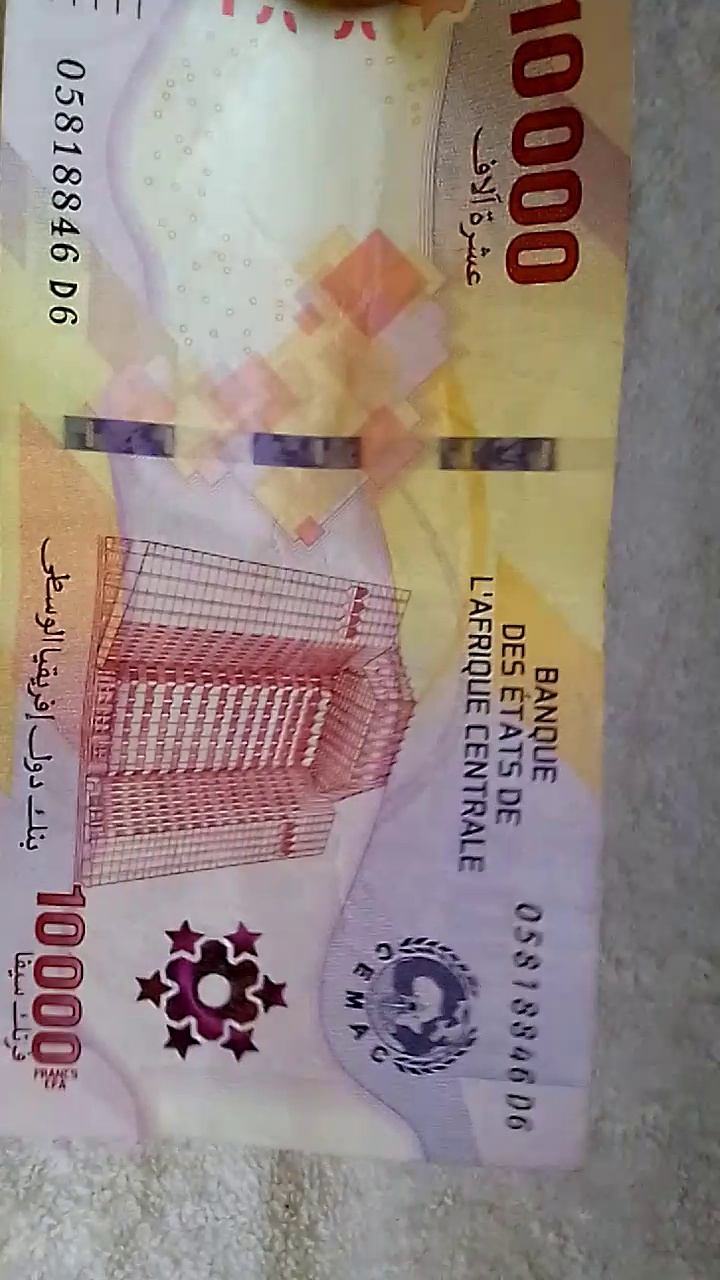 10000
عشرة آلاف
05818846 D6
BANQUE
DES ÉTATS DE
L'AFRIQUE CENTRALE
05818846 D6
CEMAC
بنك دول إفريقيا الوسطى
10000
FRANCS
CFA
فرنك سيفا